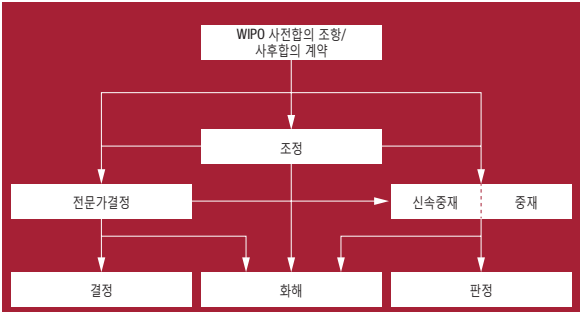 WIPO 사전합의 조항/
사후합의 계약
조정
전문가결정
신속중재
중재
결정
화해
판정